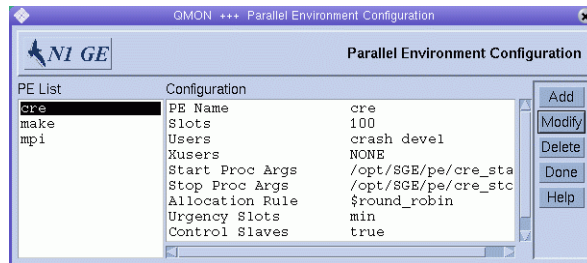 QMON +++ Parallel Environment Configuration
N1 GE
Parallel Environment Configuration
PE List
cre
make
mpi
Configuration
PE Name cre
Slots 100
Users crash devel
Xusers NONE
Start Proc Args /opt/SGE/pe/cre_sta
Stop Proc Args /opt/SGE/pe/cre_stc
Allocation Rule $round_robin
Urgency Slots min
Control Slaves true
Add
Modify
Delete
Done
Help